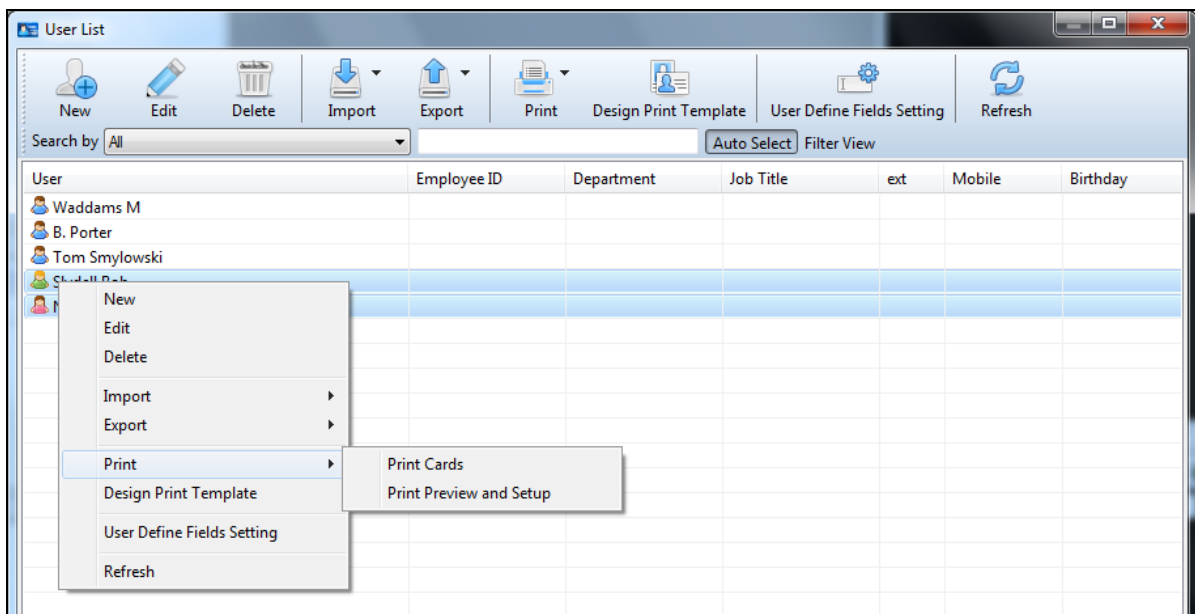 User List
New Edit Delete Import Export Print Design Print Template User Define Fields Setting Refresh
Search by All Auto Select Filter View
User Employee ID Department Job Title ext Mobile Birthday
Waddams M
B. Porter
Tom Smylowski
New
Edit
Delete
Import
Export
Print
Print Cards
Design Print Template
Print Preview and Setup
User Define Fields Setting
Refresh